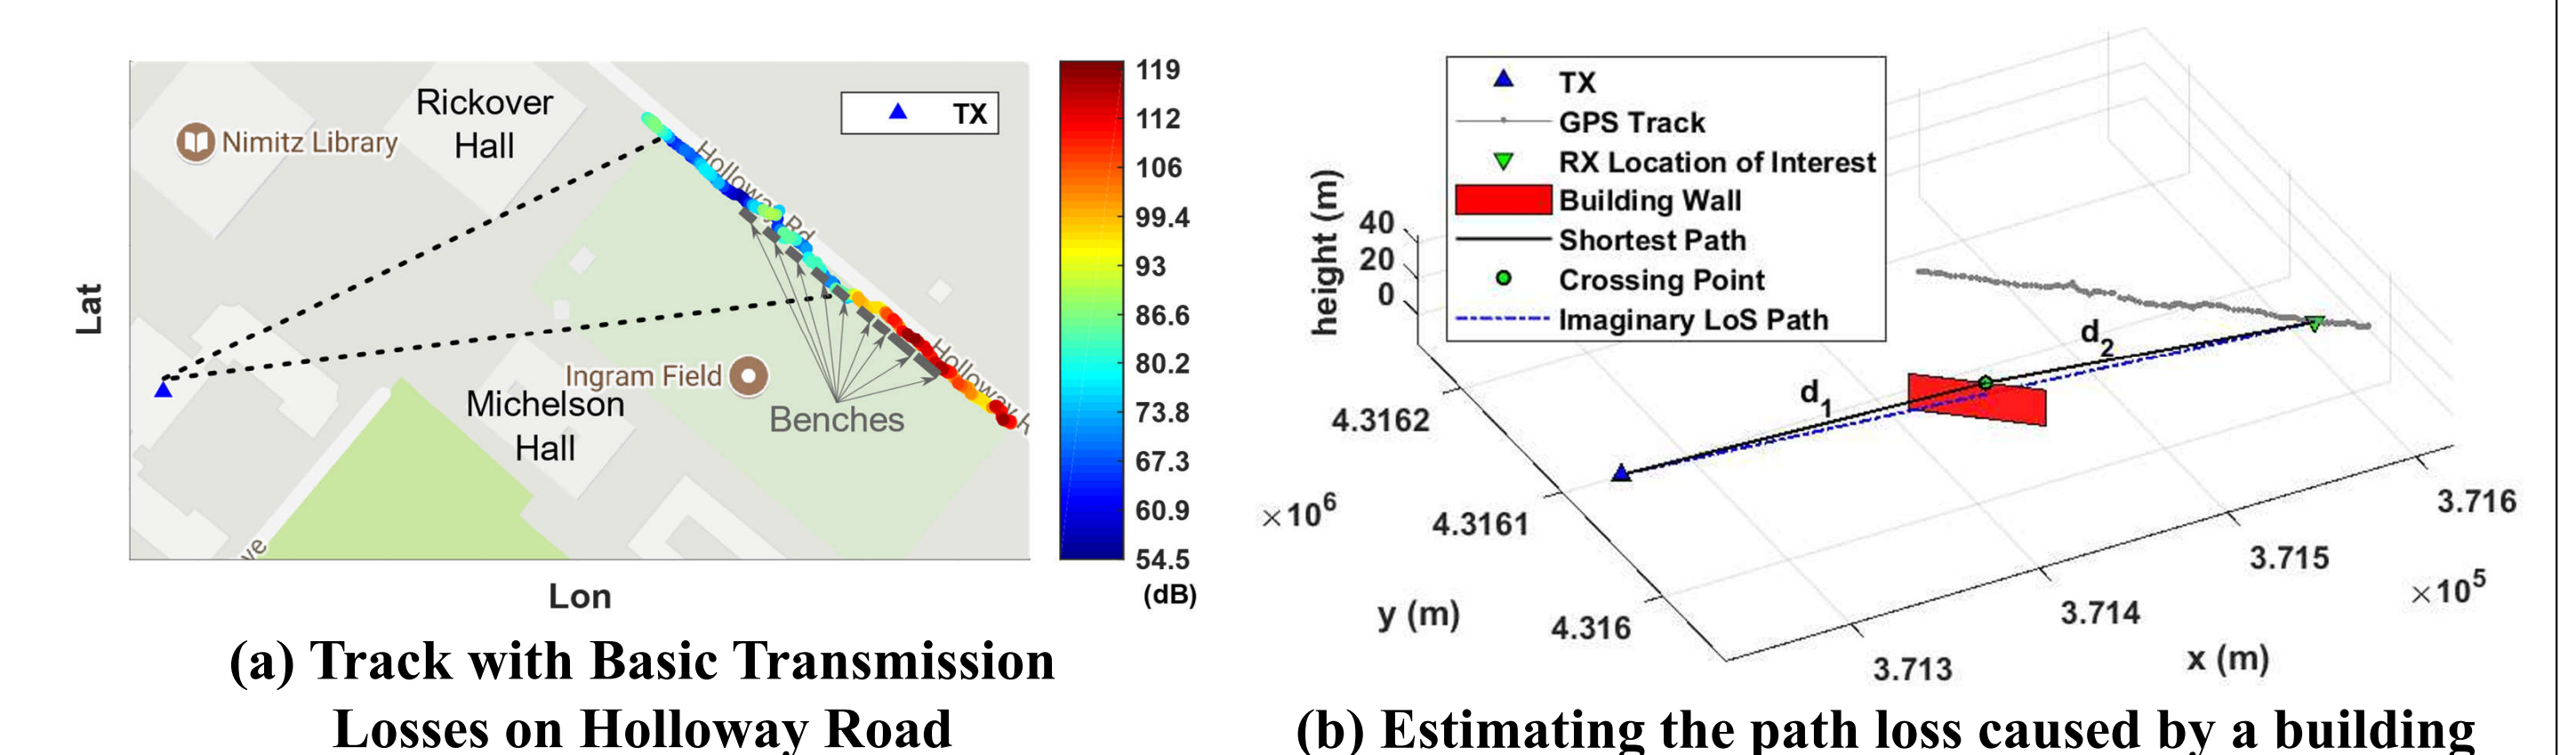 Rickover
Hall
Nimitz Library
TX
Holloway Rd
Holloway R
Ingram Field
Michelson
Hall
Benches
ve
Lat
Lon
119
112
106
99.4
93
86.6
80.2
73.8
67.3
60.9
54.5
(dB)
(a) Track with Basic Transmission
Losses on Holloway Road
TX
GPS Track
RX Location of Interest
Building Wall
Shortest Path
Crossing Point
Imaginary LoS Path
height (m)
40
20
0
d1
d2
4.3162
4.3161
4.316
×10^6
y (m)
3.713
3.714
3.715
3.716
×10^5
x (m)
(b) Estimating the path loss caused by a building